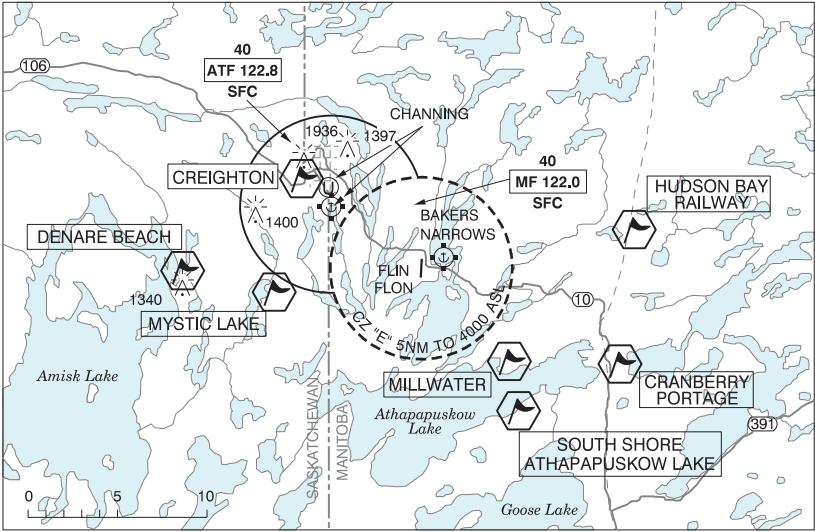 40
ATF 122.8
SFC
106
CHANNING
1936
1397
40
MF 122.0
SFC
CREIGHTON
U
HUDSON BAY
RAILWAY
1400
BAKERS
NARROWS
DENARE BEACH
FLIN
FLON
1340
MYSTIC LAKE
10
CZ "E" 5NM TO 4000 ASL
Amisk Lake
MILLWATER
CRANBERRY
PORTAGE
SASKATCHEWAN
MANITOBA
Athapapuskow
Lake
391
SOUTH SHORE
ATHAPAPUSKOW LAKE
0 5 10
Goose Lake